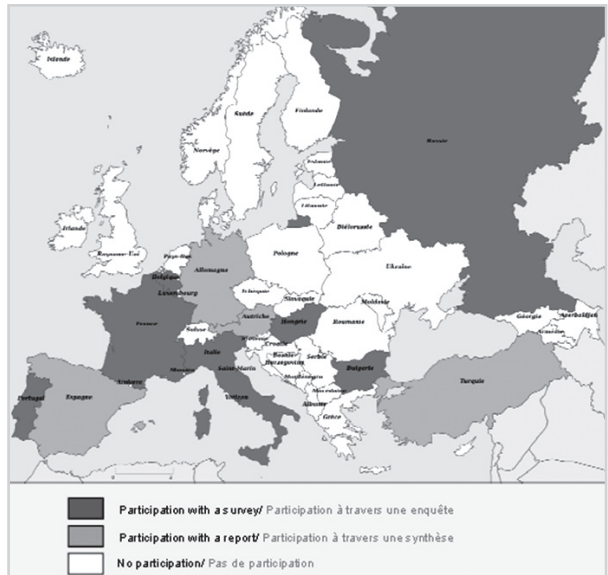 Islande
Suède
Finlande
Norvège
Russie
Lettonie
Lituanie
Biélorussie
Irlande
Royaume-Uni
Pays-Bas
Allemagne
Pologne
Belgique
Luxembourg
Ukraine
Tchéquie
Slovaquie
Moldavie
France
Suisse
Autriche
Hongrie
Roumanie
Géorgie
Azerbaïdjan
Arménie
Croatie
Italie
Bosnie-
Herzégovine
Serbie
Monaco
Saint-Marin
Bulgarie
Andorre
Portugal
Espagne
Vatican
Macédoine
Albanie
Grèce
Turquie
Participation with a survey/ Participation à travers une enquête
Participation with a report/ Participation à travers une synthèse
No participation/ Pas de participation